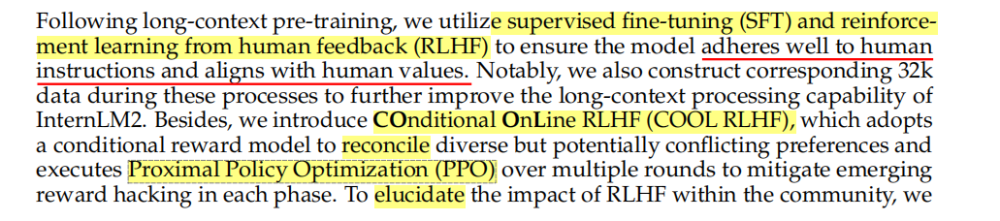 Following long-context pre-training, we utilize supervised fine-tuning (SFT) and reinforce-
ment learning from human feedback (RLHF) to ensure the model adheres well to human
instructions and aligns with human values. Notably, we also construct corresponding 32k
data during these processes to further improve the long-context processing capability of
InternLM2. Besides, we introduce COnditional OnLine RLHF (COOL RLHF), which adopts
a conditional reward model to reconcile diverse but potentially conflicting preferences and
executes Proximal Policy Optimization (PPO) over multiple rounds to mitigate emerging
reward hacking in each phase. To elucidate the impact of RLHF within the community, we